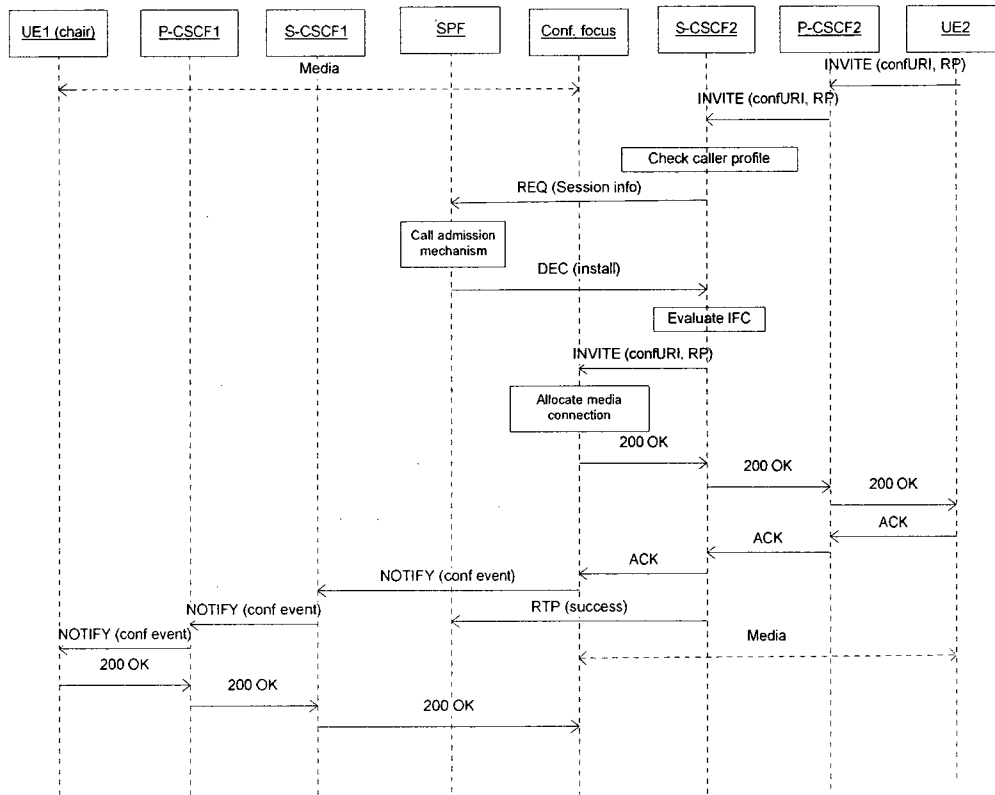 UE1 (chair)
P-CSCF1
S-CSCF1
SPF
Conf. focus
S-CSCF2
P-CSCF2
UE2
Media
INVITE (confURI, RP)
INVITE (confURI, RP)
Check caller profile
REQ (Session info)
Call admission
mechanism
DEC (install)
Evaluate IFC
INVITE (confURI, RP)
Allocate media
connection
200 OK
200 OK
200 OK
ACK
ACK
ACK
NOTIFY (conf event)
RTP (success)
NOTIFY (conf event)
NOTIFY (conf event)
Media
200 OK
200 OK
200 OK